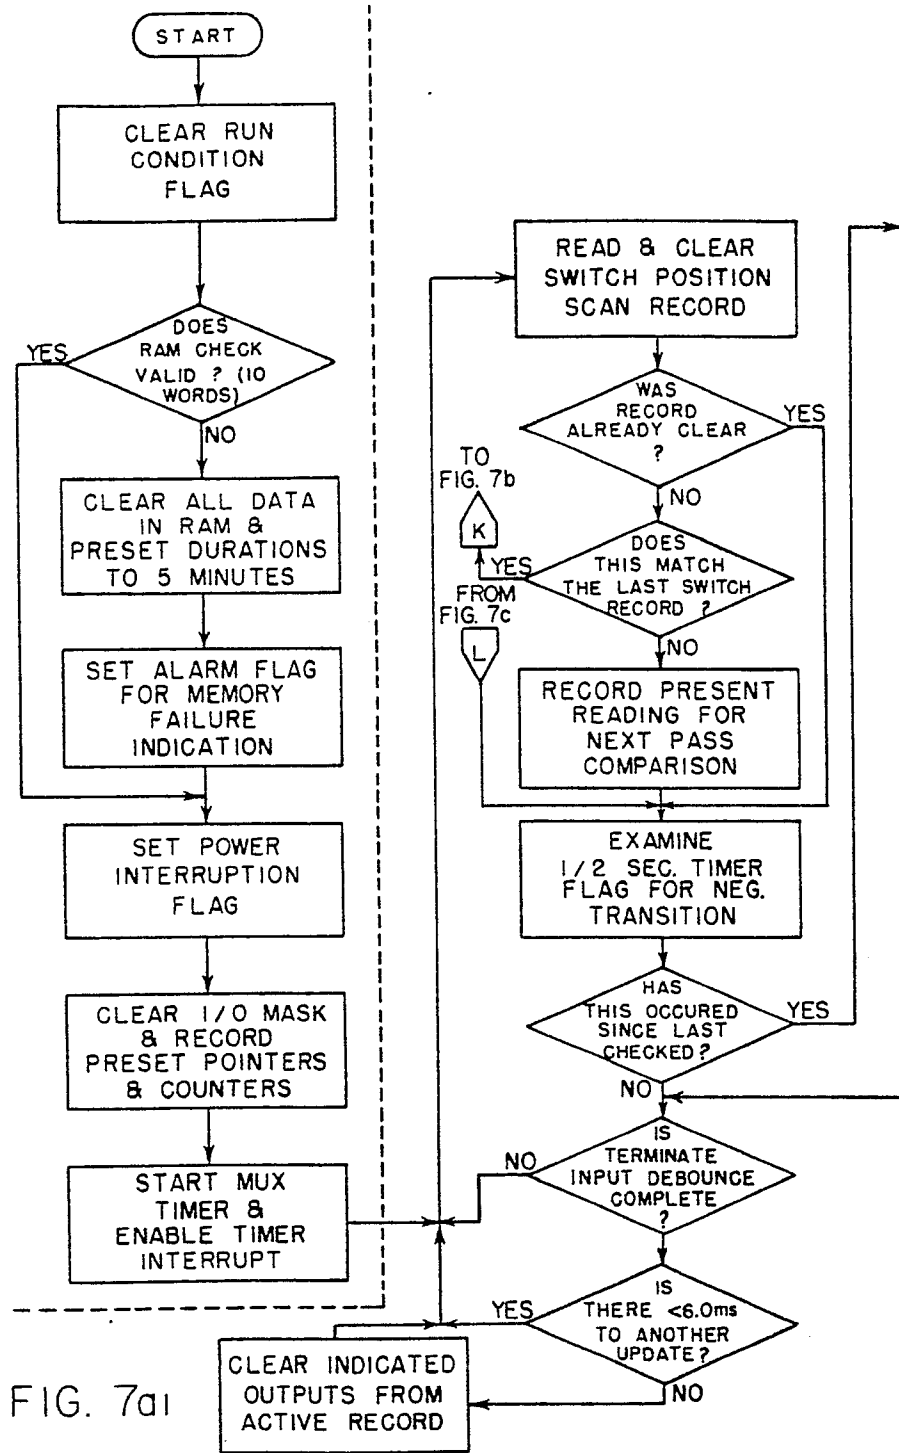 START
CLEAR RUN
CONDITION
FLAG
DOES
RAM CHECK
VALID ? (10
WORDS)
YES
NO
CLEAR ALL DATA
IN RAM &
PRESET DURATIONS
TO 5 MINUTES
SET ALARM FLAG
FOR MEMORY
FAILURE
INDICATION
SET POWER
INTERRUPTION
FLAG
CLEAR I/O MASK
& RECORD
PRESET POINTERS
& COUNTERS
START MUX
TIMER &
ENABLE TIMER
INTERRUPT
READ & CLEAR
SWITCH POSITION
SCAN RECORD
WAS
RECORD
ALREADY CLEAR
?
YES
NO
TO
FIG. 7b
K
DOES
THIS MATCH
THE LAST SWITCH
RECORD ?
YES
NO
FROM
FIG. 7c
L
RECORD PRESENT
READING FOR
NEXT PASS
COMPARISON
EXAMINE
1/2 SEC. TIMER
FLAG FOR NEG.
TRANSITION
HAS
THIS OCCURED
SINCE LAST
CHECKED?
YES
NO
IS
TERMINATE
INPUT DEBOUNCE
COMPLETE
?
NO
IS
THERE <6.0ms
TO ANOTHER
UPDATE?
YES
NO
CLEAR INDICATED
OUTPUTS FROM
ACTIVE RECORD
FIG. 7a1